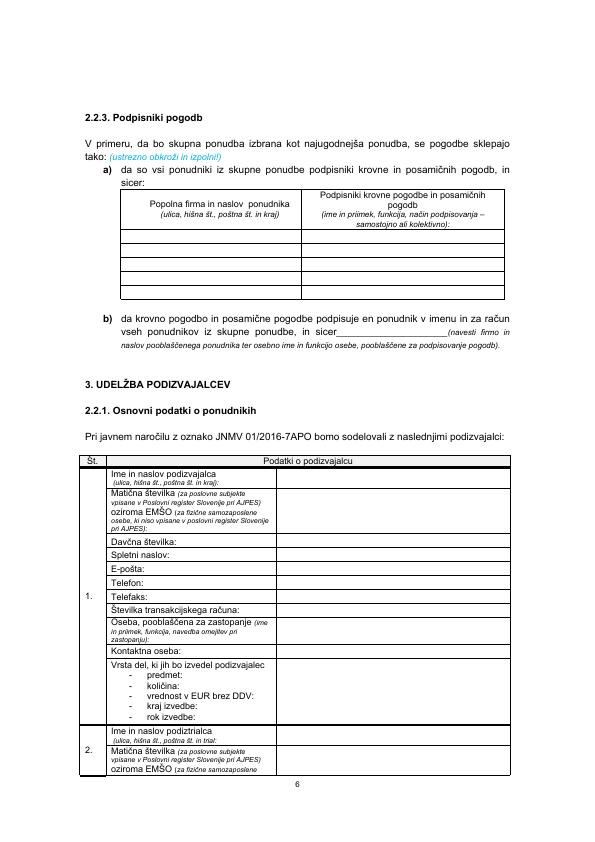 2.2.3. Podpisniki pogodb
V primeru, da bo skupna ponudba izbrana kot najugodnejša ponudba, se pogodbe sklepajo
tako: (ustrezno obkroži in izpolni!)
a) da so vsi ponudniki iz skupne ponudbe podpisniki krovne in posamičnih pogodb, in
sicer:
Popolna firma in naslov ponudnika
(ulica, hišna št., poštna št. in kraj)
Podpisniki krovne pogodbe in posamičnih
pogodb
(ime in priimek, funkcija, način podpisovanja –
samostojno ali kolektivno):
b) da krovno pogodbo in posamične pogodbe podpisuje en ponudnik v imenu in za račun
vseh ponudnikov iz skupne ponudbe, in sicer____________________(navesti firmo in
naslov pooblaščenega ponudnika ter osebno ime in funkcijo osebe, pooblaščene za podpisovanje pogodb).
3. UDELŽBA PODIZVAJALCEV
2.2.1. Osnovni podatki o ponudnikih
Pri javnem naročilu z oznako JNMV 01/2016-7APO bomo sodelovali z naslednjimi podizvajalci:
Št. Podatki o podizvajalcu
1.
Ime in naslov podizvajalca
(ulica, hišna št., poštna št. in kraj):
Matična številka (za poslovne subjekte
vpisane v Poslovni register Slovenije pri AJPES)
oziroma EMŠO (za fizične samozaposlene
osebe, ki niso vpisane v poslovni register Slovenije
pri AJPES):
Davčna številka:
Spletni naslov:
E-pošta:
Telefon:
Telefaks:
Številka transakcijskega računa:
Oseba, pooblaščena za zastopanje (ime
in priimek, funkcija, navedba omejitev pri
zastopanju):
Kontaktna oseba:
Vrsta del, ki jih bo izvedel podizvajalec
- predmet:
- količina:
- vrednost v EUR brez DDV:
- kraj izvedbe:
- rok izvedbe:
2.
Ime in naslov podiztrialca
(ulica, hišna št., poštna št. in trial:
Matična številka (za poslovne subjekte
vpisane v Poslovni register Slovenije pri AJPES)
oziroma EMŠO (za fizične samozaposlene
6